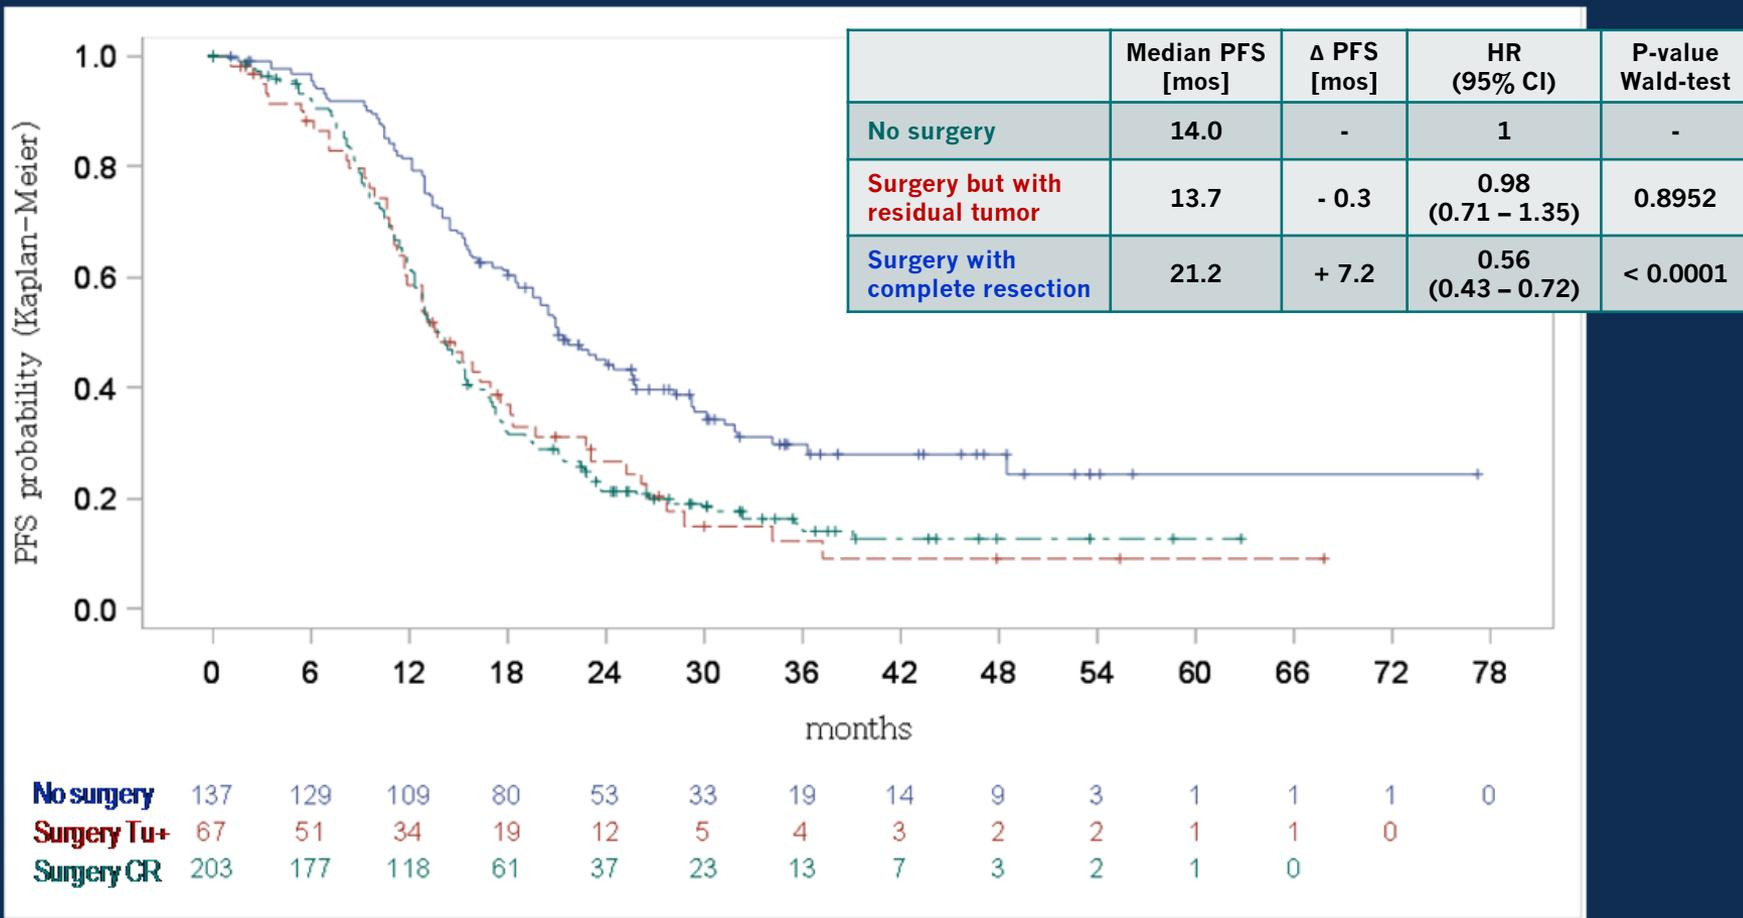 Median PFS [mos] Δ PFS [mos] HR (95% CI) P-value Wald-test
No surgery 14.0 - 1 -
Surgery but with residual tumor 13.7 - 0.3 0.98 (0.71 – 1.35) 0.8952
Surgery with complete resection 21.2 + 7.2 0.56 (0.43 – 0.72) < 0.0001
PFS probability (Kaplan-Meier)
1.0
0.8
0.6
0.4
0.2
0.0
0 6 12 18 24 30 36 42 48 54 60 66 72 78
months
No surgery 137 129 109 80 53 33 19 14 9 3 1 1 1 0
Surgery Tu+ 67 51 34 19 12 5 4 3 2 2 1 1 0
Surgery CR 203 177 118 61 37 23 13 7 3 2 1 0